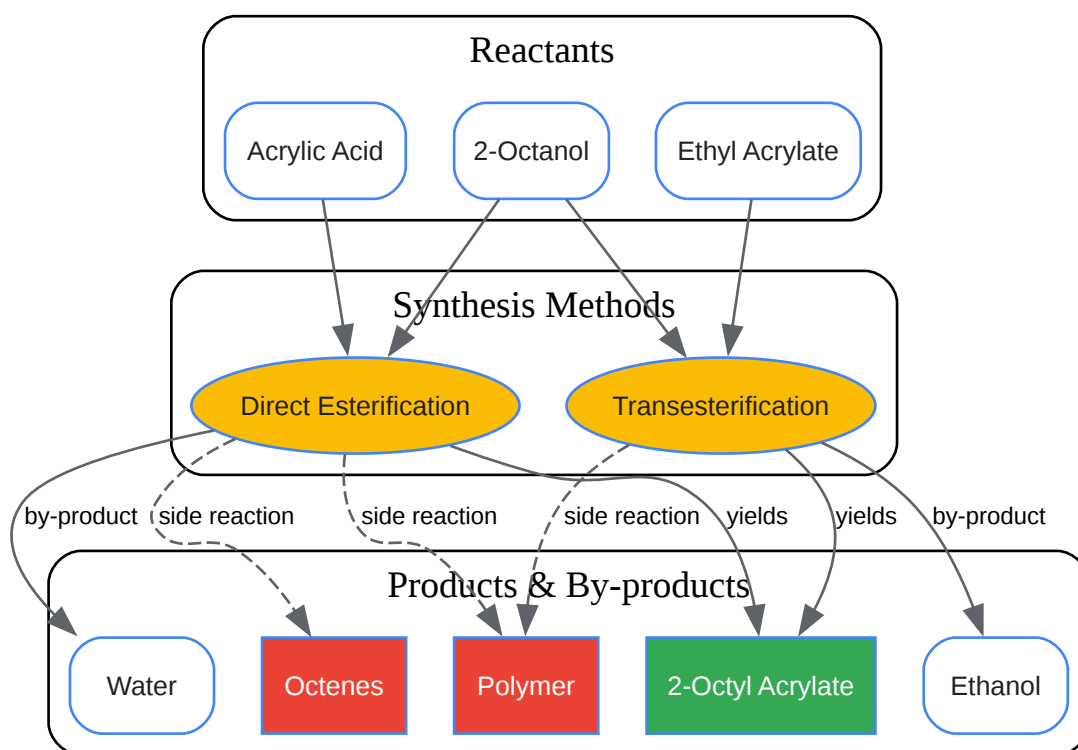 Reactants
Acrylic Acid
2-Octanol
Ethyl Acrylate
Synthesis Methods
Direct Esterification
Transesterification
by-product
side reaction
side reaction
side reaction
yields
yields
by-product
Products & By-products
Water
Octenes
Polymer
2-Octyl Acrylate
Ethanol